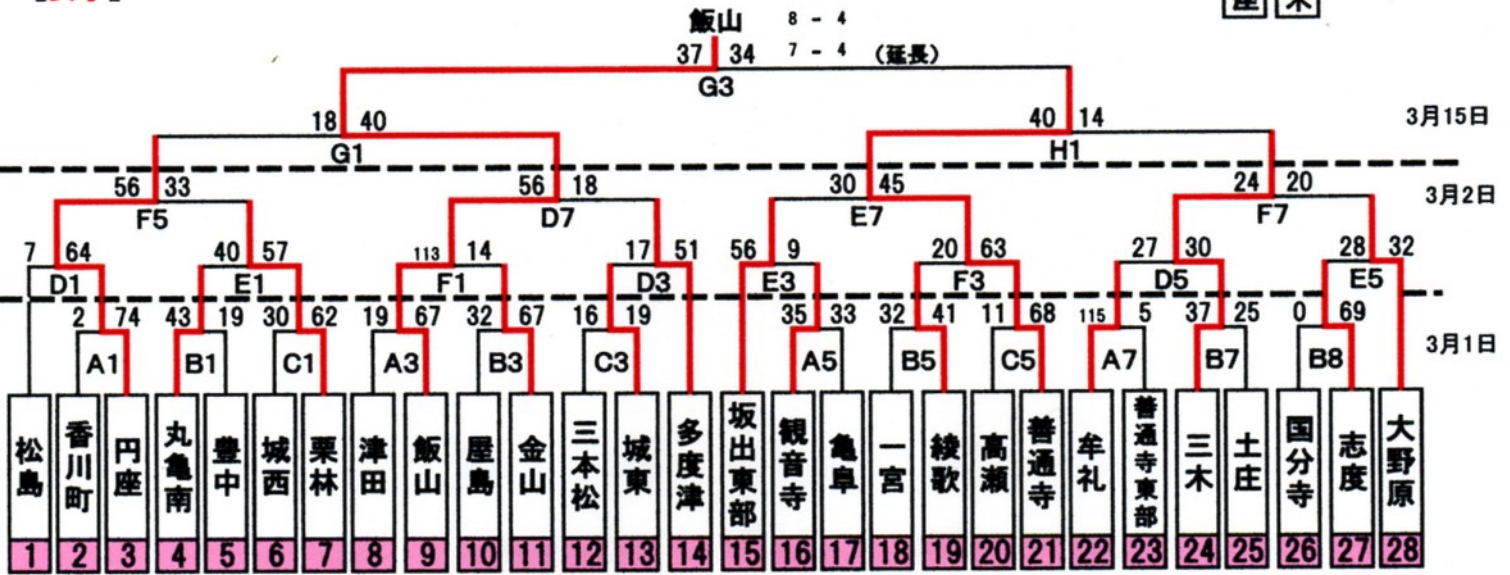 飯山 8 - 4
37 34 7 - 4 （延長）
G3
18 40 40 14 3月15日
G1 H1
56 33 56 18 30 45 24 20 3月2日
F5 D7 E7 F7
7 64 40 57 113 14 17 51 56 9 20 63 27 30 28 32
D1 E1 F1 D3 E3 F3 D5 E5
2 74 43 19 30 62 19 67 32 67 16 19 35 33 32 41 11 68 115 5 37 25 0 69
3月1日
A1 B1 C1 A3 B3 C3 A5 B5 C5 A7 B7 B8
松島
香川町
円座
丸亀南
豊中
城西
栗林
津田
飯山
屋島
金山
三本松
城東
多度津
坂出東部
観音寺
亀阜
一宮
綾歌
高瀬
善通寺
牟礼
善通寺東部
三木
土庄
国分寺
志度
大野原
1 2 3 4 5 6 7 8 9 10 11 12 13 14 15 16 17 18 19 20 21 22 23 24 25 26 27 28